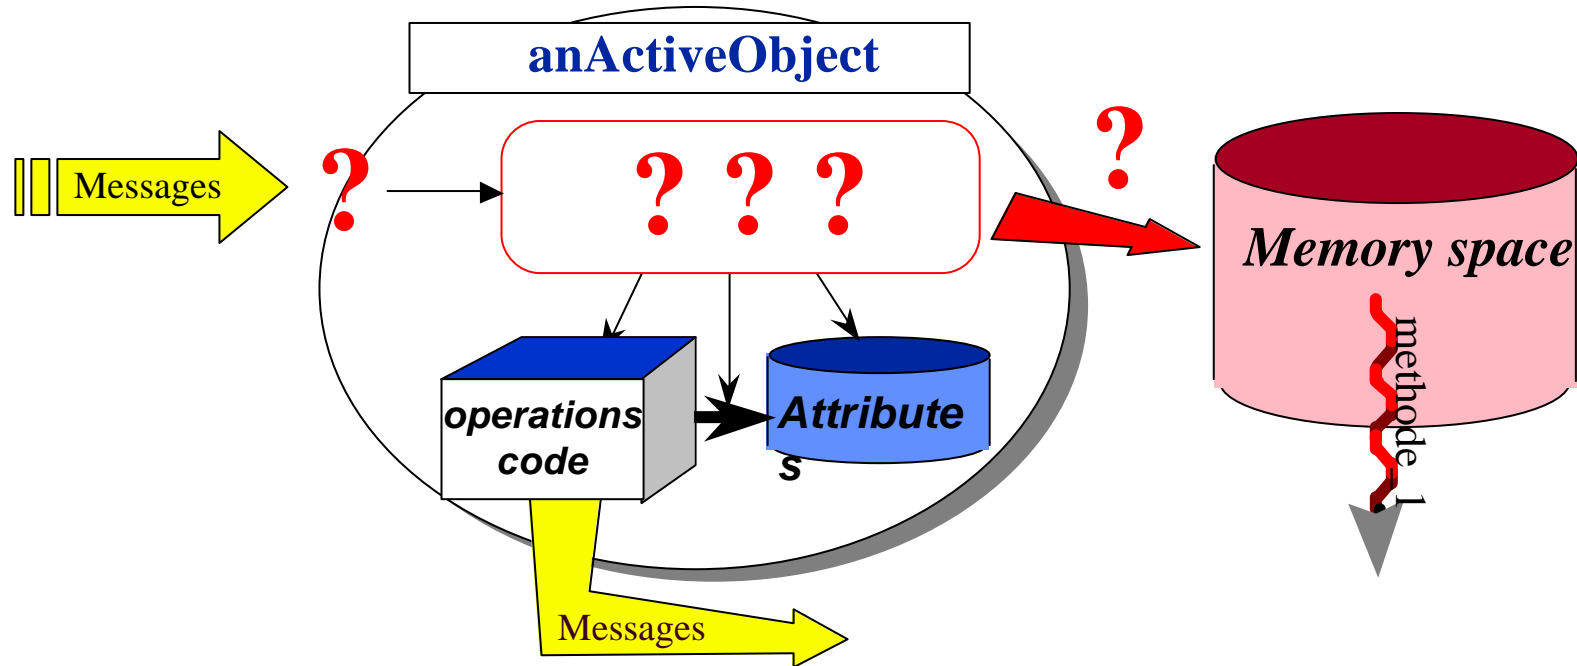 anActiveObject
Messages
?
? ? ?
?
Memory space
methode_1
operations
code
Attribute
s
Messages